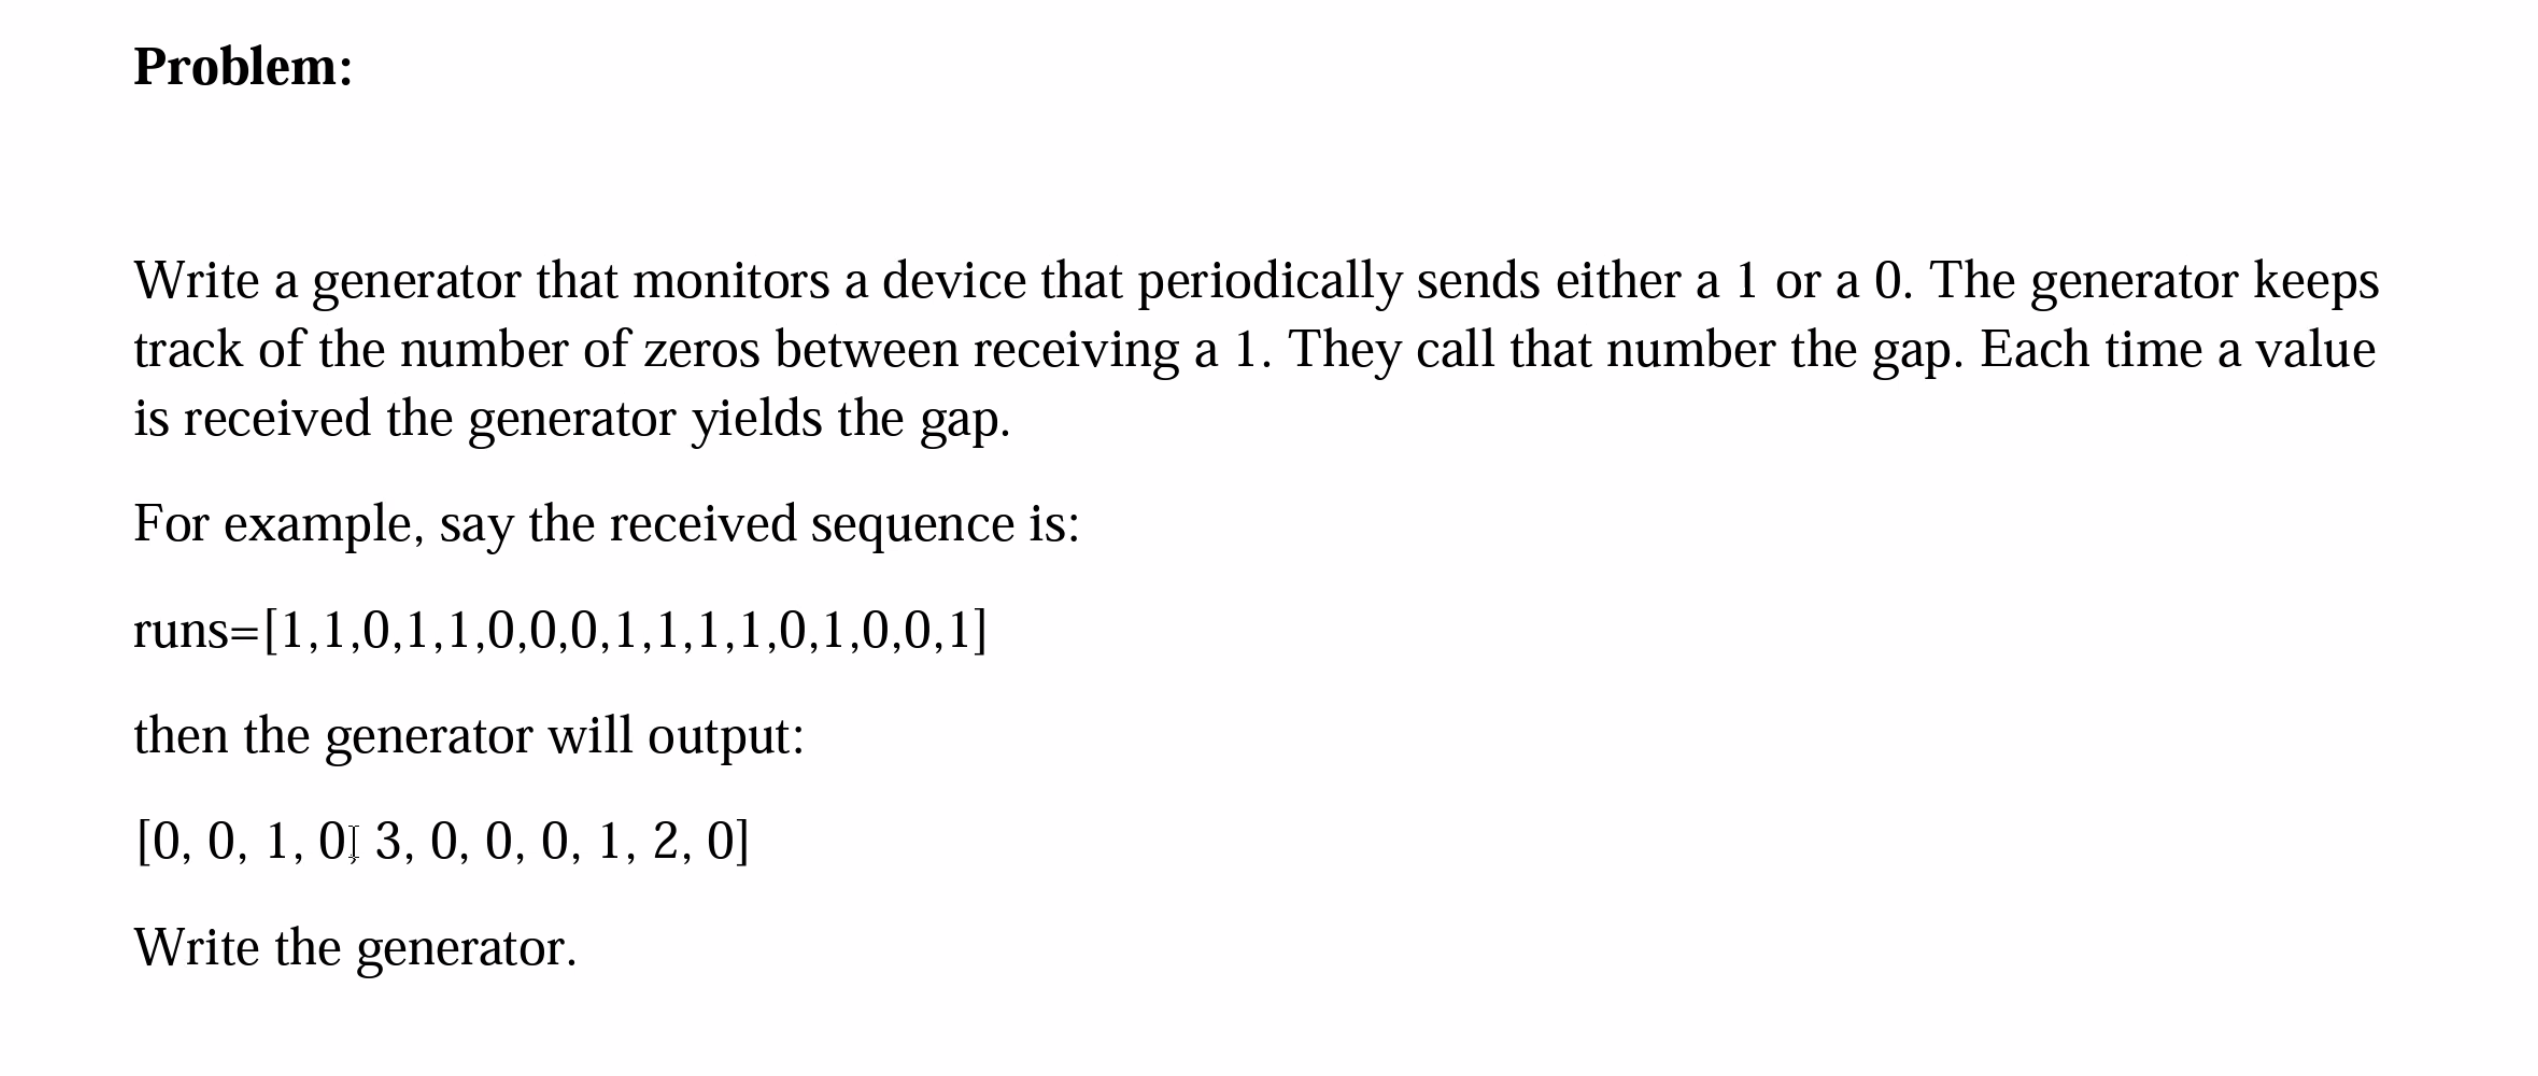 Problem:
Write a generator that monitors a device that periodically sends either a 1 or a 0. The generator keeps
track of the number of zeros between receiving a 1. They call that number the gap. Each time a value
is received the generator yields the gap.
For example, say the received sequence is:
runs=[1,1,0,1,1,0,0,0,1,1,1,1,0,1,0,0,1]
then the generator will output:
[0, 0, 1, 0, 3, 0, 0, 0, 1, 2, 0]
Write the generator.